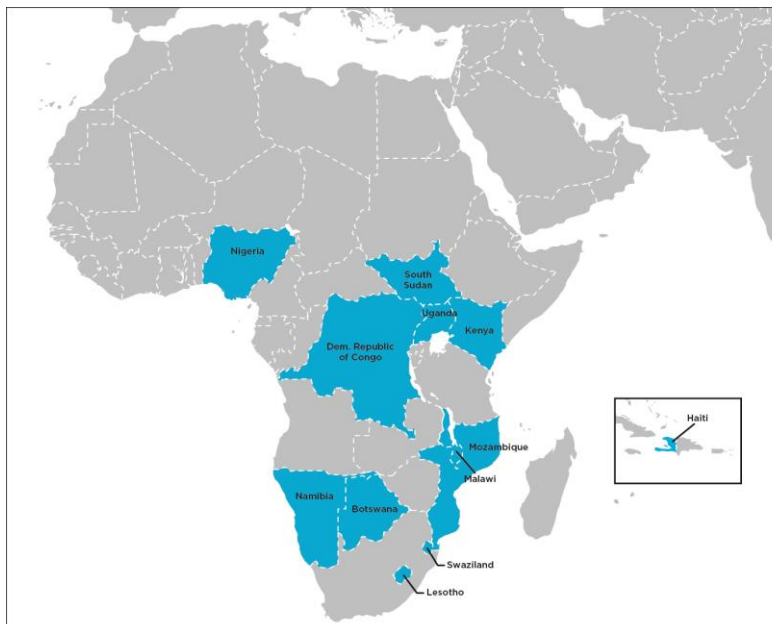 Nigeria
South
Sudan
Uganda
Kenya
Dem. Republic
of Congo
Haiti
Mozambique
Malawi
Namibia
Botswana
Swaziland
Lesotho